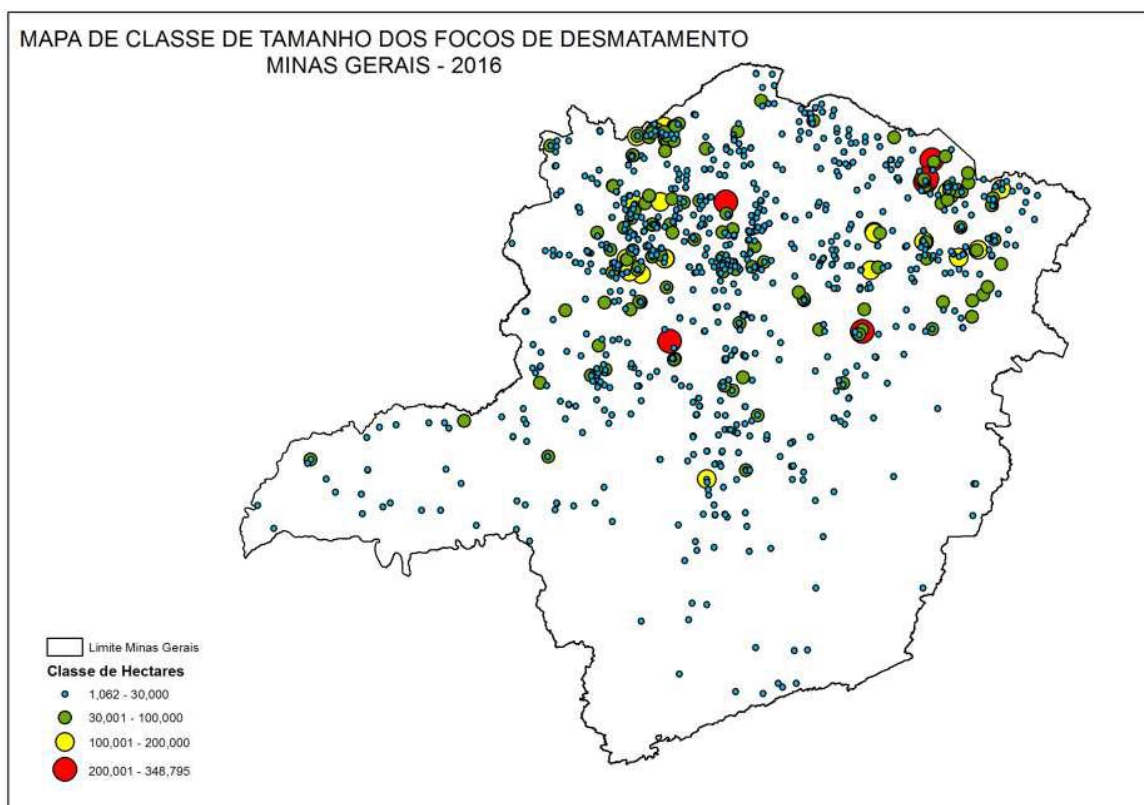 MAPA DE CLASSE DE TAMANHO DOS FOCOS DE DESMATAMENTO
MINAS GERAIS - 2016
Limite Minas Gerais
Classe de Hectares
1,062 - 30,000
30,001 - 100,000
100,001 - 200,000
200,001 - 348,795